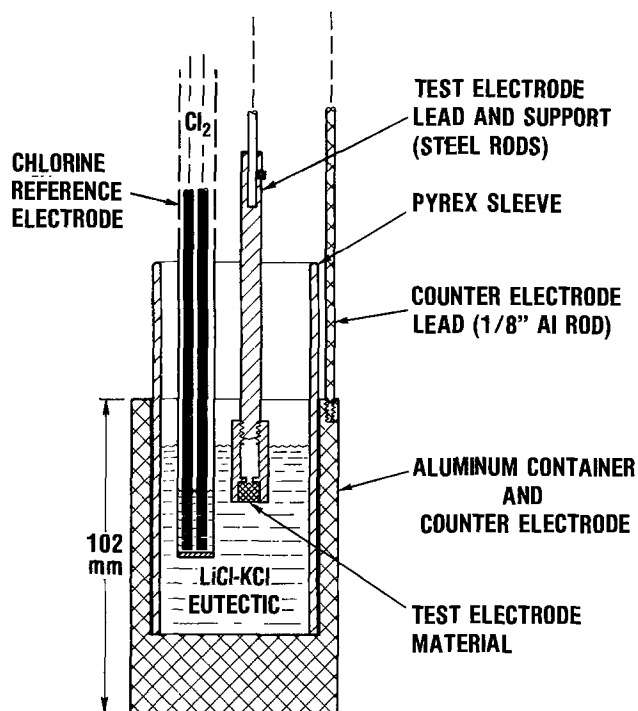 Cl₂
CHLORINE
REFERENCE
ELECTRODE
TEST ELECTRODE
LEAD AND SUPPORT
(STEEL RODS)
PYREX SLEEVE
COUNTER ELECTRODE
LEAD (1/8" Al ROD)
ALUMINUM CONTAINER
AND
COUNTER ELECTRODE
102
mm
LiCl-KCl
EUTECTIC
TEST ELECTRODE
MATERIAL